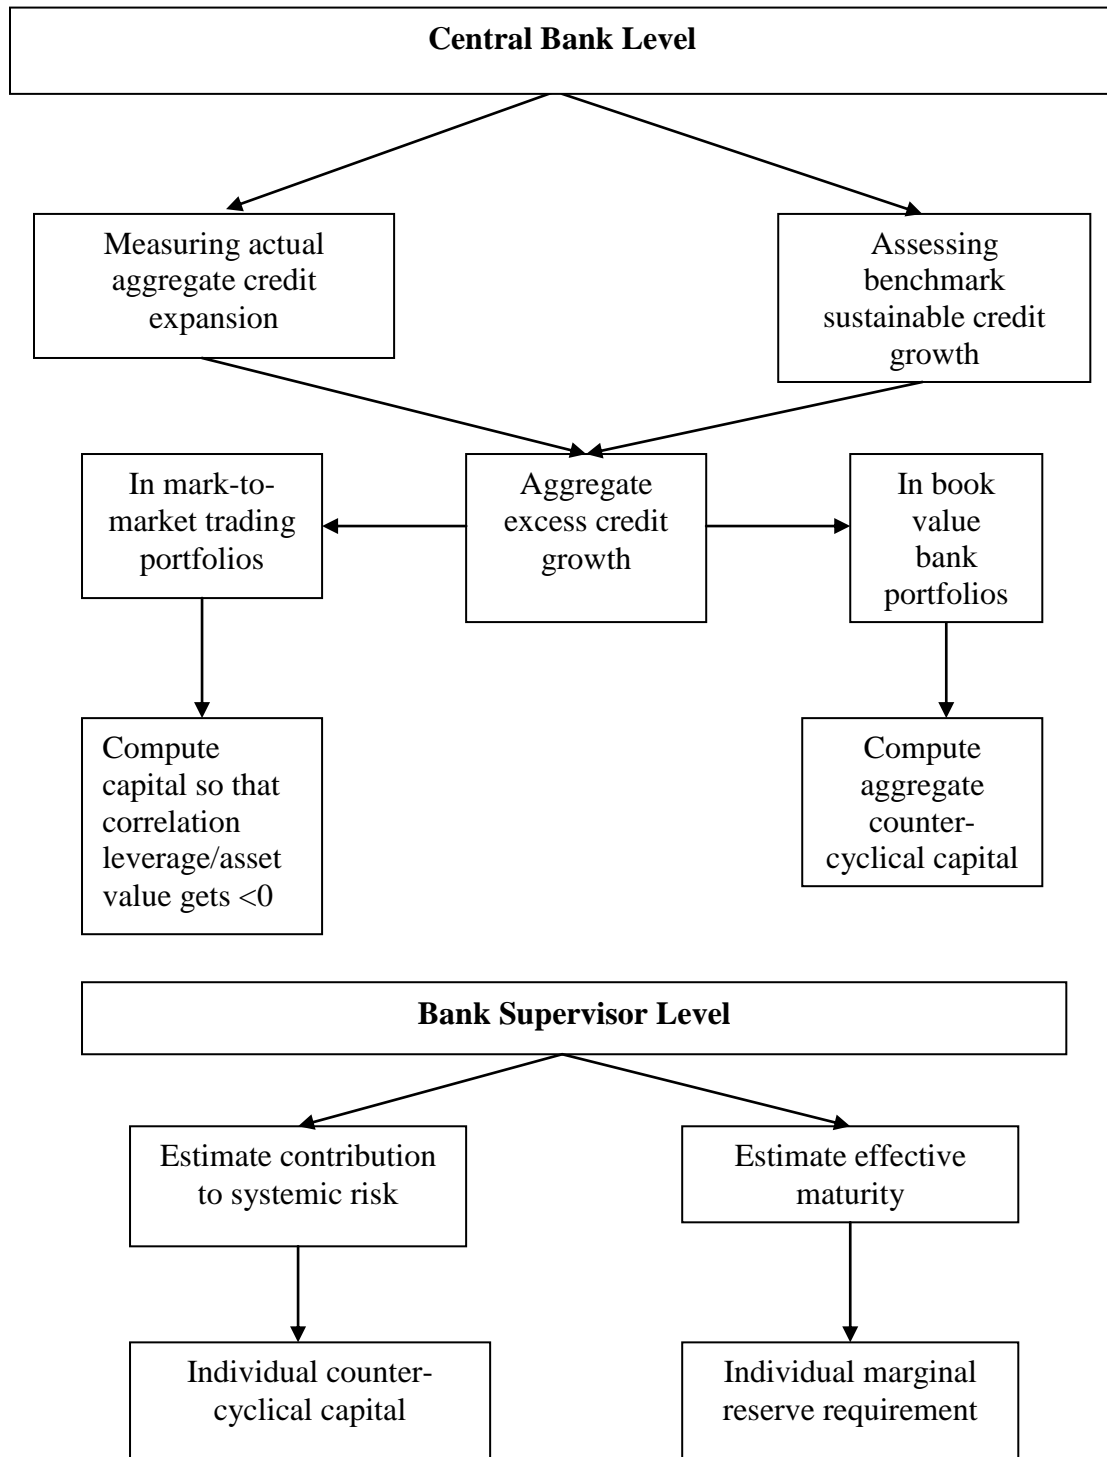 Central Bank Level
Measuring actual
aggregate credit
expansion
Assessing
benchmark
sustainable credit
growth
In mark-to-
market trading
portfolios
Aggregate
excess credit
growth
In book
value
bank
portfolios
Compute
capital so that
correlation
leverage/asset
value gets <0
Compute
aggregate
counter-
cyclical capital
Bank Supervisor Level
Estimate contribution
to systemic risk
Estimate effective
maturity
Individual counter-
cyclical capital
Individual marginal
reserve requirement